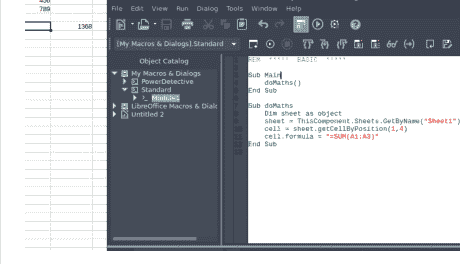 456
789
1368
File Edit View Run Dialog Tools Window Help
[My Macros & Dialogs].Standard
Object Catalog
My Macros & Dialogs
PowerDetective
Standard
Module1
LibreOffice Macros & Dialo
Untitled 2
REM ***** BASIC *****
Sub Main
doMaths()
End Sub
Sub doMaths
Dim sheet as object
sheet = ThisComponent.Sheets.GetByName("Sheet1")
cell = sheet.getCellByPosition(1,4)
cell.formula = "=SUM(A1:A3)"
End Sub